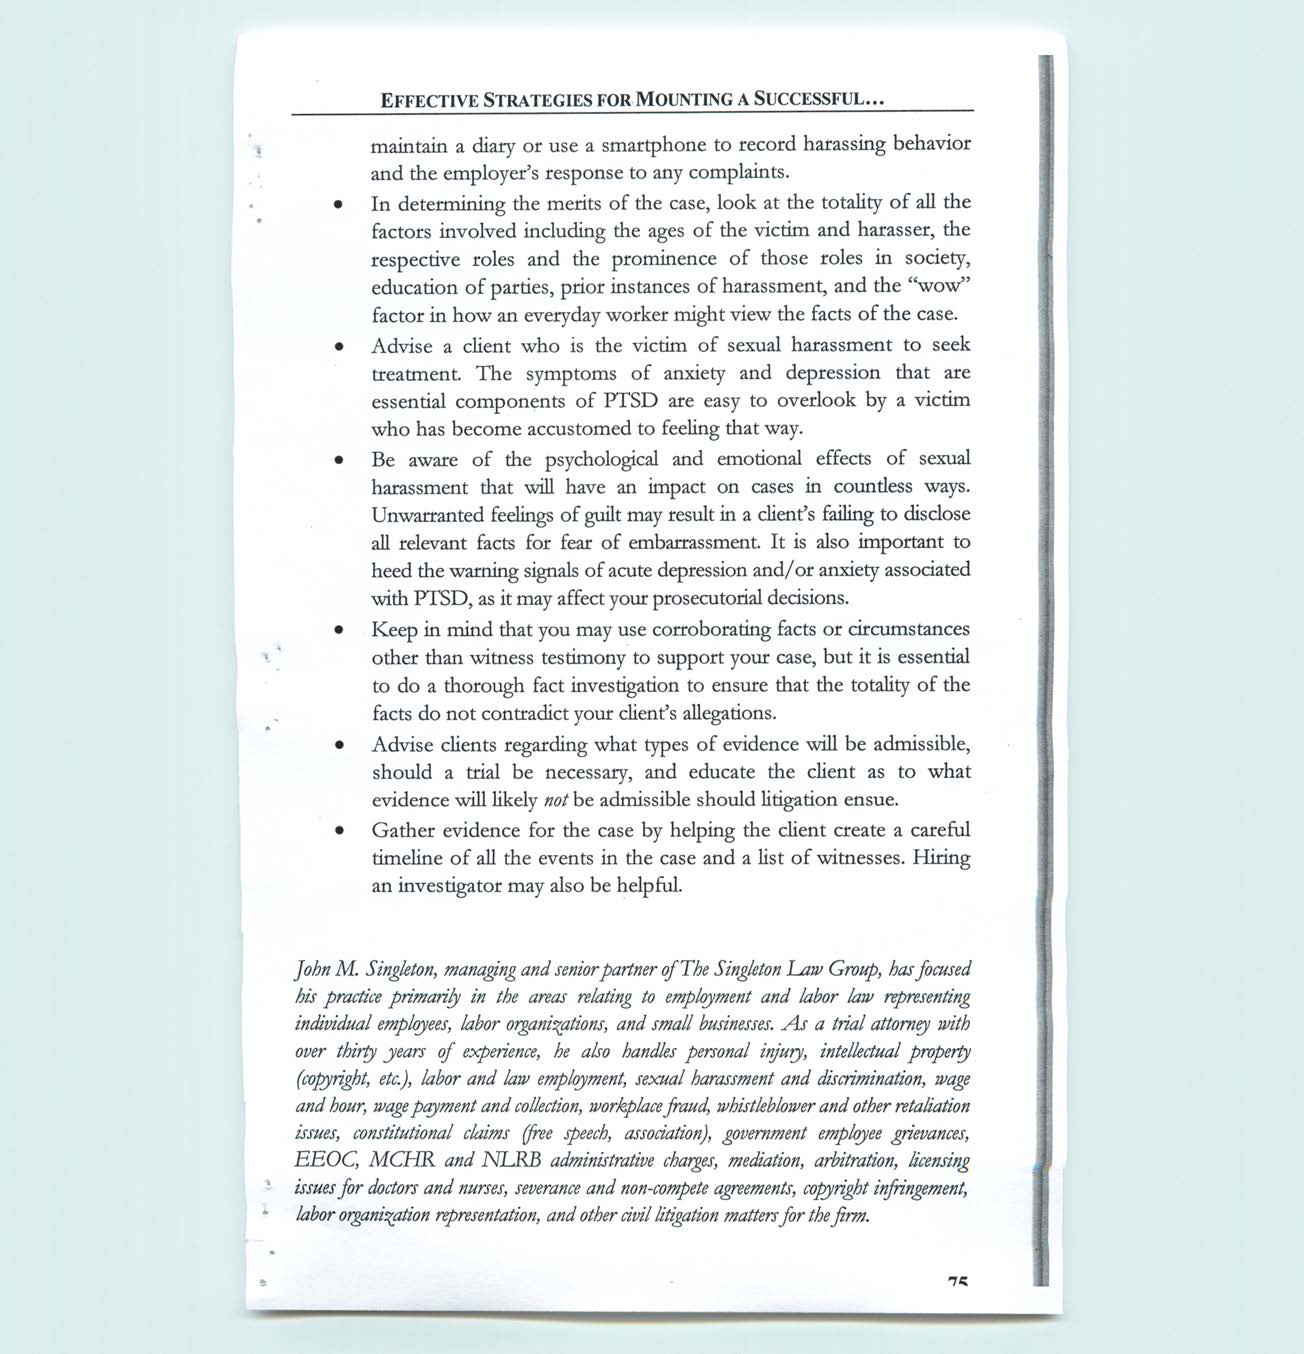 EFFECTIVE STRATEGIES FOR MOUNTING A SUCCESSFUL...
maintain a diary or use a smartphone to record harassing behavior
and the employer's response to any complaints.
• In determining the merits of the case, look at the totality of all the
factors involved including the ages of the victim and harasser, the
respective roles and the prominence of those roles in society,
education of parties, prior instances of harassment, and the “wow”
factor in how an everyday worker might view the facts of the case.
• Advise a client who is the victim of sexual harassment to seek
treatment. The symptoms of anxiety and depression that are
essential components of PTSD are easy to overlook by a victim
who has become accustomed to feeling that way.
• Be aware of the psychological and emotional effects of sexual
harassment that will have an impact on cases in countless ways.
Unwarranted feelings of guilt may result in a client's failing to disclose
all relevant facts for fear of embarrassment. It is also important to
heed the warning signals of acute depression and/or anxiety associated
with PTSD, as it may affect your prosecutorial decisions.
• Keep in mind that you may use corroborating facts or circumstances
other than witness testimony to support your case, but it is essential
to do a thorough fact investigation to ensure that the totality of the
facts do not contradict your client's allegations.
• Advise clients regarding what types of evidence will be admissible,
should a trial be necessary, and educate the client as to what
evidence will likely not be admissible should litigation ensue.
• Gather evidence for the case by helping the client create a careful
timeline of all the events in the case and a list of witnesses. Hiring
an investigator may also be helpful.
John M. Singleton, managing and senior partner of The Singleton Law Group, has focused
his practice primarily in the areas relating to employment and labor law representing
individual employees, labor organizations, and small businesses. As a trial attorney with
over thirty years of experience, he also handles personal injury, intellectual property
(copyright, etc.), labor and law employment, sexual harassment and discrimination, wage
and hour, wage payment and collection, workplace fraud, whistleblower and other retaliation
issues, constitutional claims (free speech, association), government employee grievances,
EEOC, MCHR and NLRB administrative charges, mediation, arbitration, licensing
issues for doctors and nurses, severance and non-compete agreements, copyright infringement,
labor organization representation, and other civil litigation matters for the firm.
75